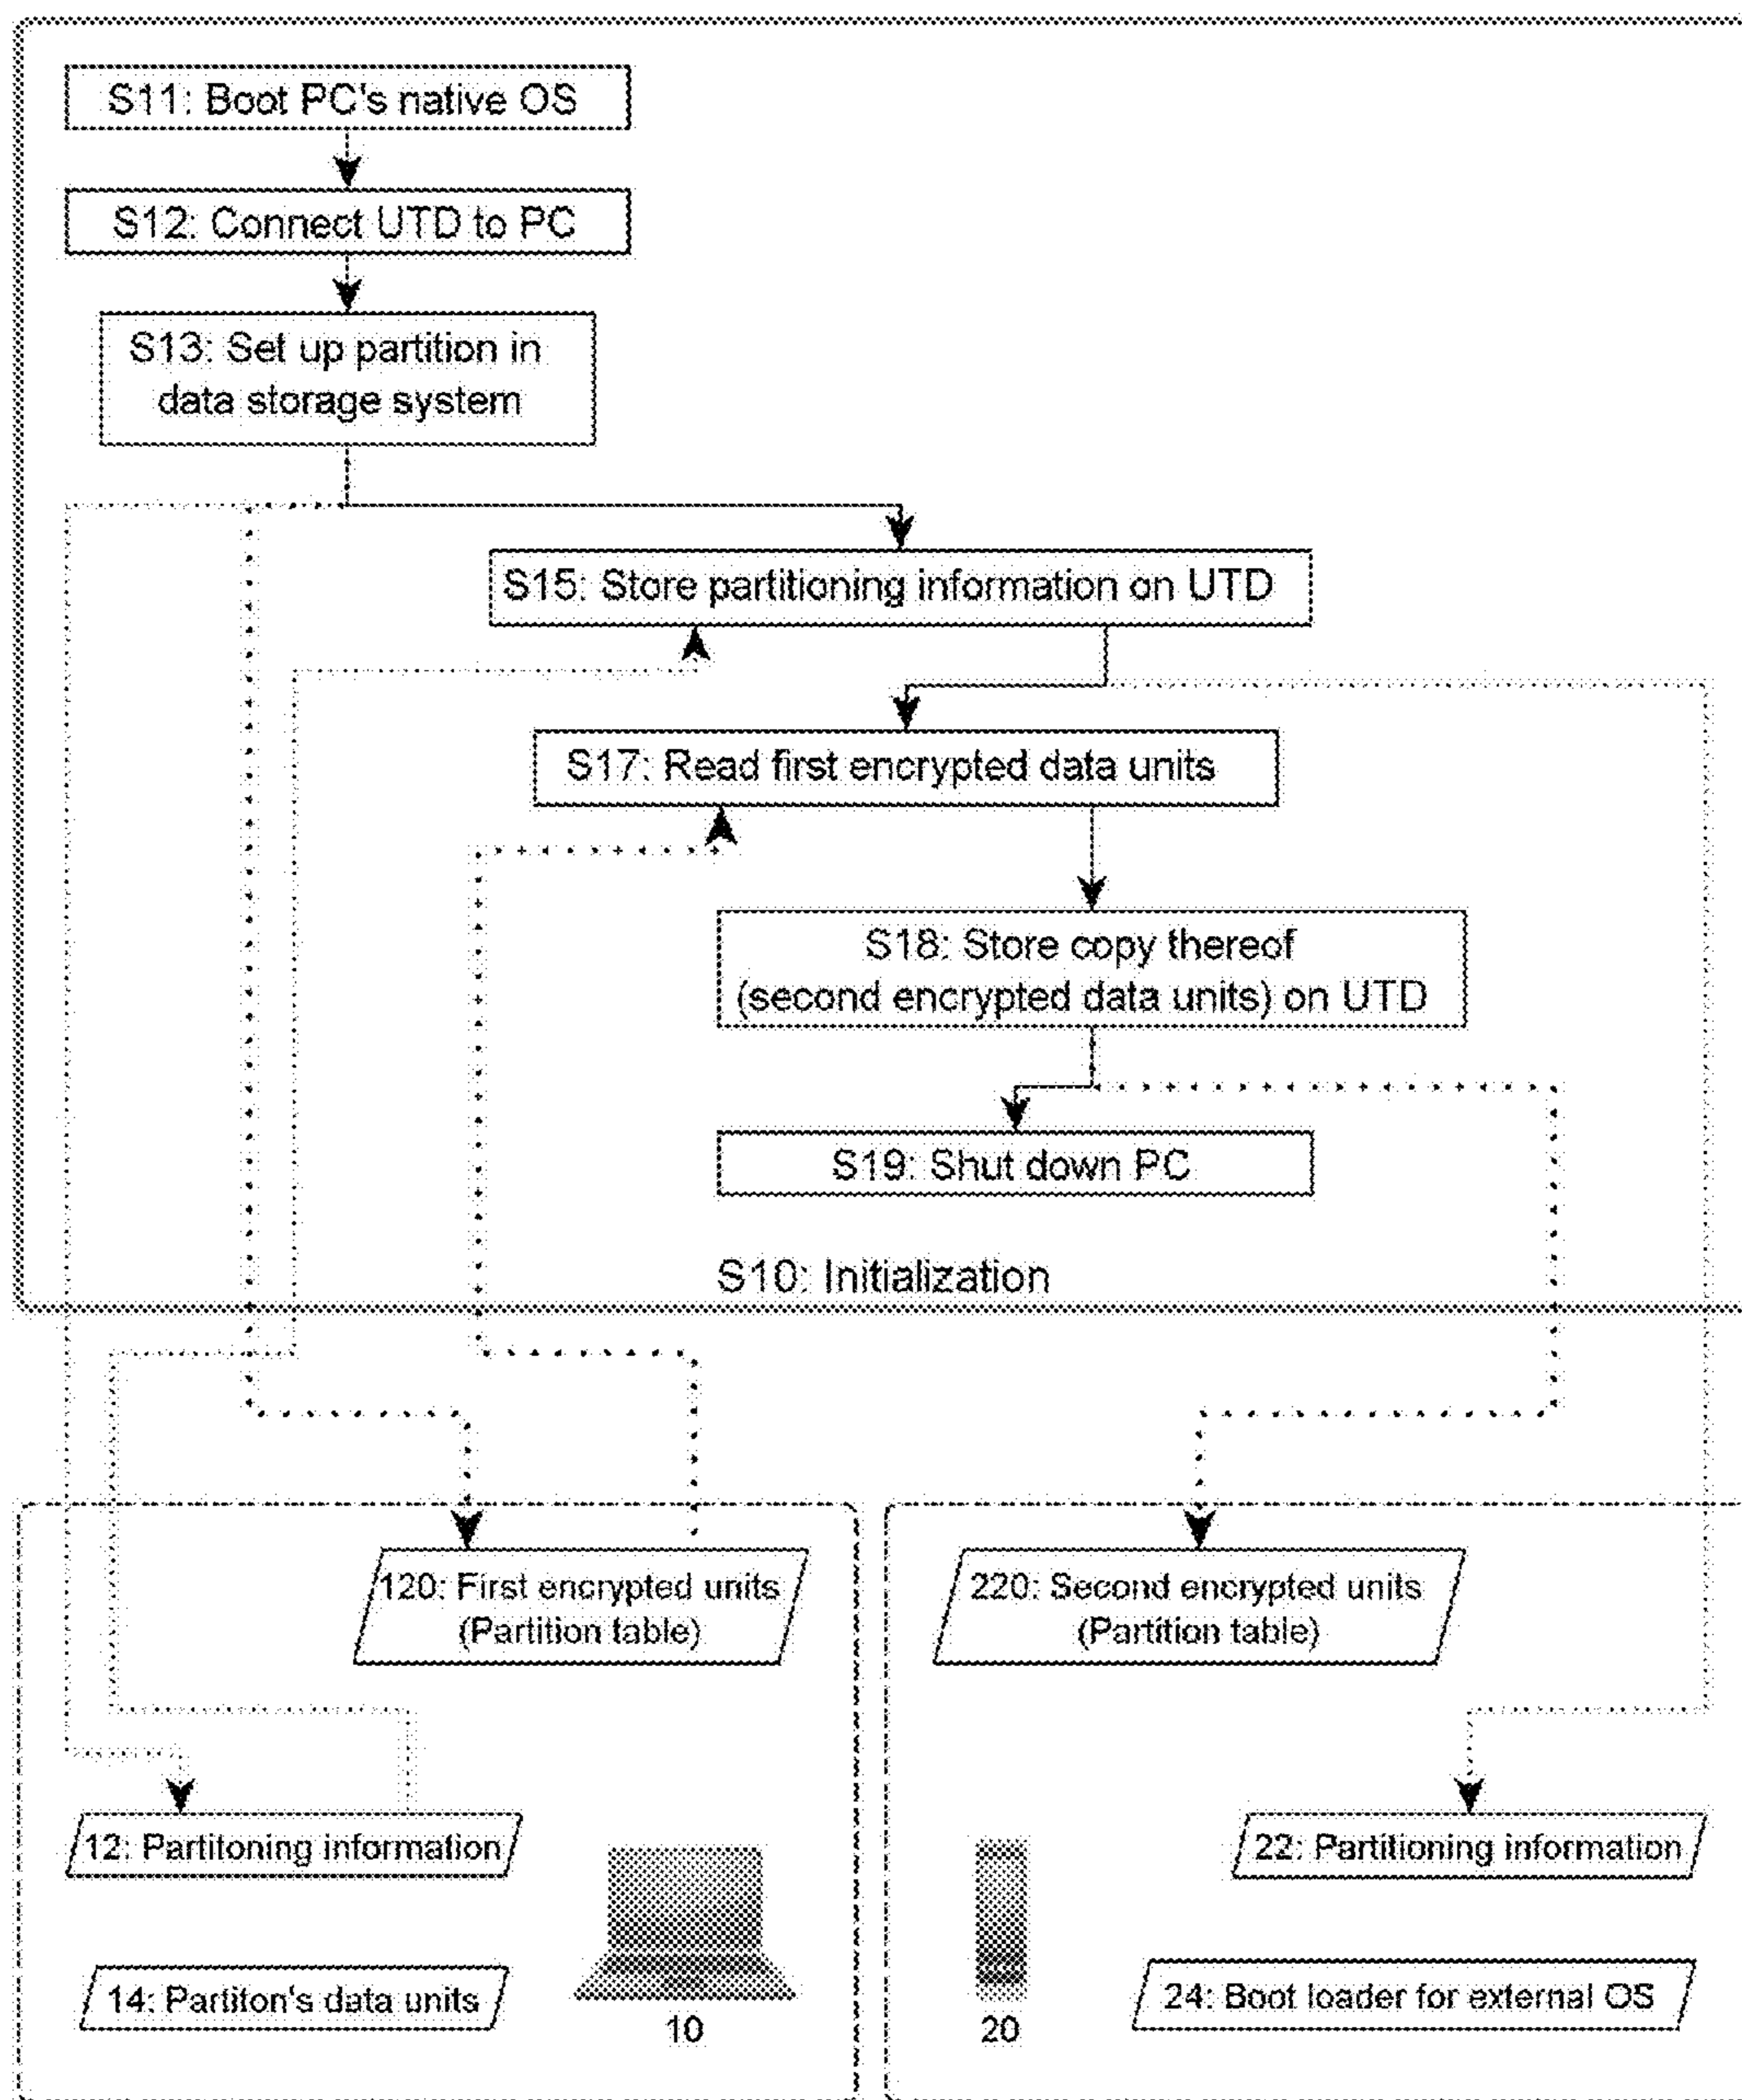 S11: Boot PC's native OS
S12: Connect UTD to PC
S13: Set up partition in
data storage system
S15: Store partitioning information on UTD
S17: Read first encrypted data units
S18: Store copy thereof
(second encrypted data units) on UTD
S19: Shut down PC
S10: Initialization
120: First encrypted units
(Partition table)
220: Second encrypted units
(Partition table)
12: Partitoning information
22: Partitioning information
14: Partiton's data units
10
20
24: Boot loader for external OS